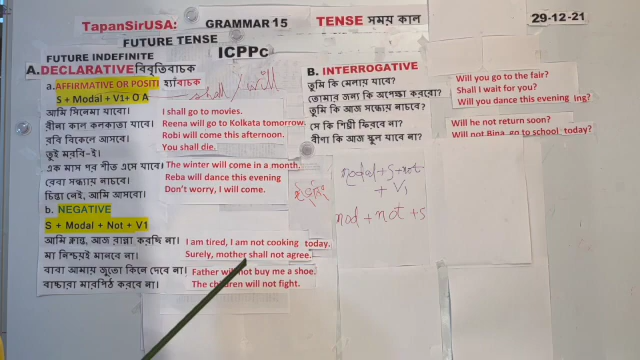 TapanSirUSA: GRAMMAR 15 TENSE সময় কাল 29-12-21
FUTURE TENSE
FUTURE INDEFINITE ICPPc
A.DECLARATIVE বিবৃতিবাচক
a.AFFIRMATIVE OR POSITI হ্যাঁবাচক
shall / will
S + Modal + V1+ O A
আমি সিনেমা যাবো। I shall go to movies.
রীনা কাল কলকাতা যাবে। Reena will go to Kolkata tomorrow.
রবি বিকেলে আসবে। Robi will come this afternoon.
তুই মরবি-ই। You shall die.
এক মাস পর শীত এসে যাবে। The winter will come in a month.
রেবা সন্ধ্যায় নাচবে। Reba will dance this evening
চিন্তা নেই, আমি আসবো। Don't worry, I will come.
b. NEGATIVE
S + Modal + Not + V1
আমি ক্লান্ত, আজ রান্না করছি না। I am tired, I am not cooking today.
মা নিশ্চয়ই মানবে না। Surely, mother shall not agree.
বাবা আমায় জুতো কিনে দেবে না। Father will not buy me a shoe.
বাচ্চারা মারপিঠ করবে না। The children will not fight.
B. INTERROGATIVE
তুমি কি মেলায় যাবে? Will you go to the fair?
তোমার জন্য কি অপেক্ষা করবো? Shall I wait for you?
তুমি কি আজ সন্ধ্যায় নাচবে? Will you dance this evening ing?
সে কি শিগ্রী ফিরবে না? Will he not return soon?
বীণা কি আজ স্কুল যাবে না? Will not Bina go to school today?
modal + S + not
+ V1
mod + not + S